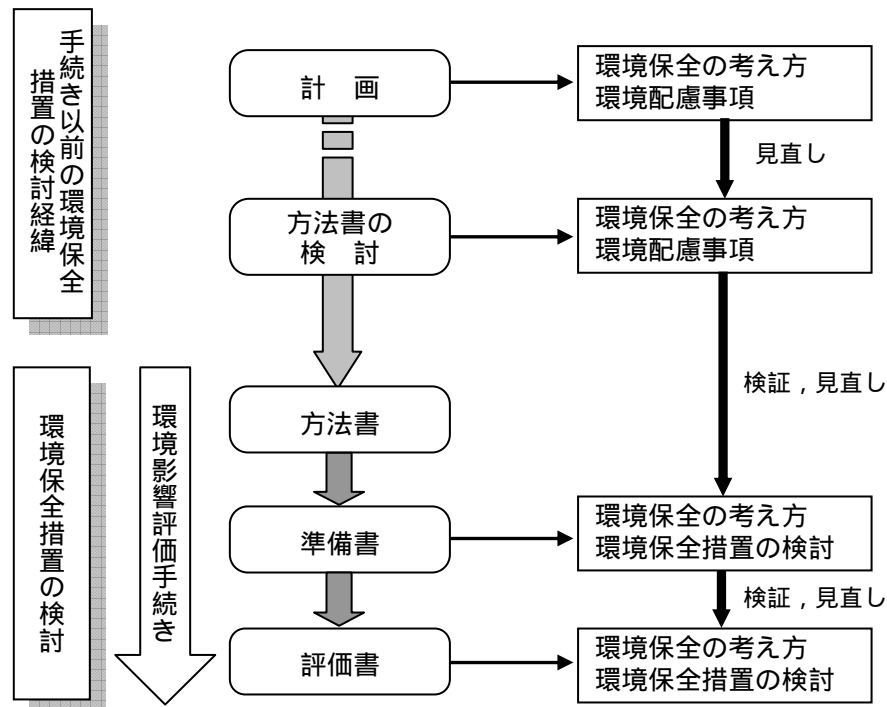 手続き以前の環境保全
措置の検討経緯
計　画
環境保全の考え方
環境配慮事項
見直し
方法書の
検　討
環境保全の考え方
環境配慮事項
検証，見直し
環境保全措置の検討
環境影響評価手続き
方法書
準備書
環境保全の考え方
環境保全措置の検討
検証，見直し
評価書
環境保全の考え方
環境保全措置の検討